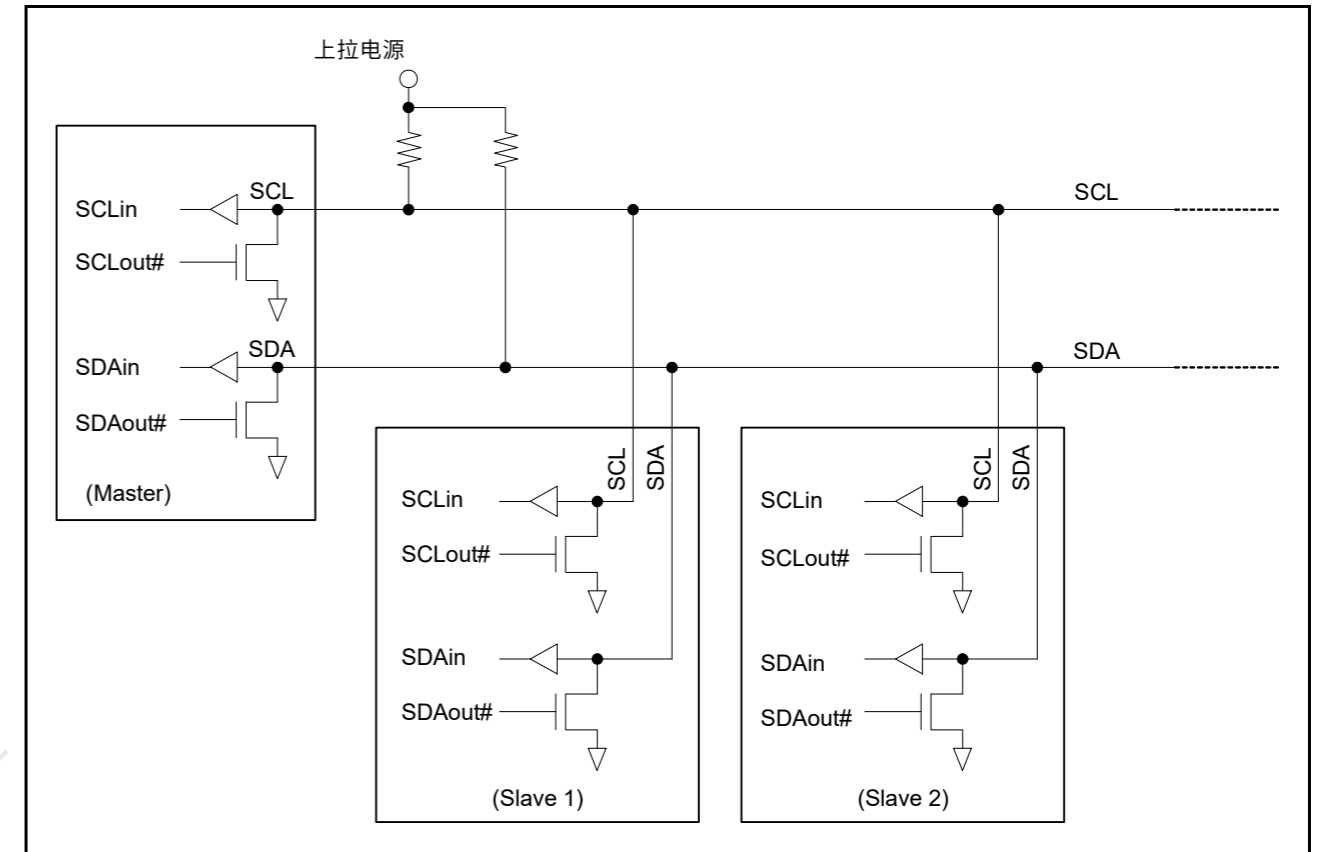 上拉电源
SCL
SCLin
SCLout#
SCL
SDA
SDAin
SDAout#
SDA
(Master)
SCL
SDA
SCLin
SCLout#
SDAin
SDAout#
(Slave 1)
SCL
SDA
SCLin
SCLout#
SDAin
SDAout#
(Slave 2)